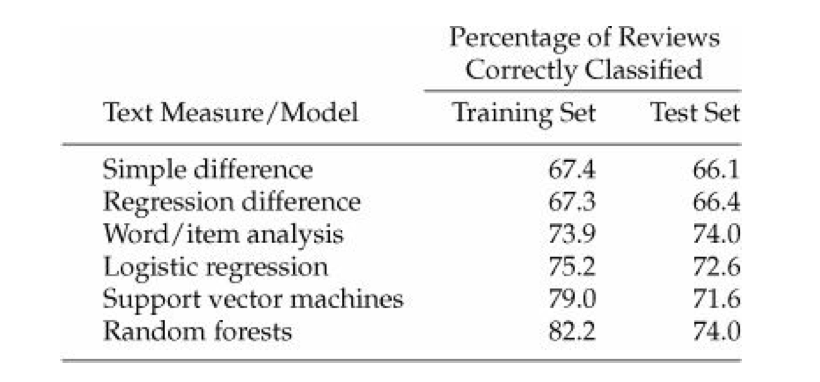 Percentage of Reviews
Correctly Classified
Text Measure/Model Training Set Test Set
Simple difference 67.4 66.1
Regression difference 67.3 66.4
Word/item analysis 73.9 74.0
Logistic regression 75.2 72.6
Support vector machines 79.0 71.6
Random forests 82.2 74.0